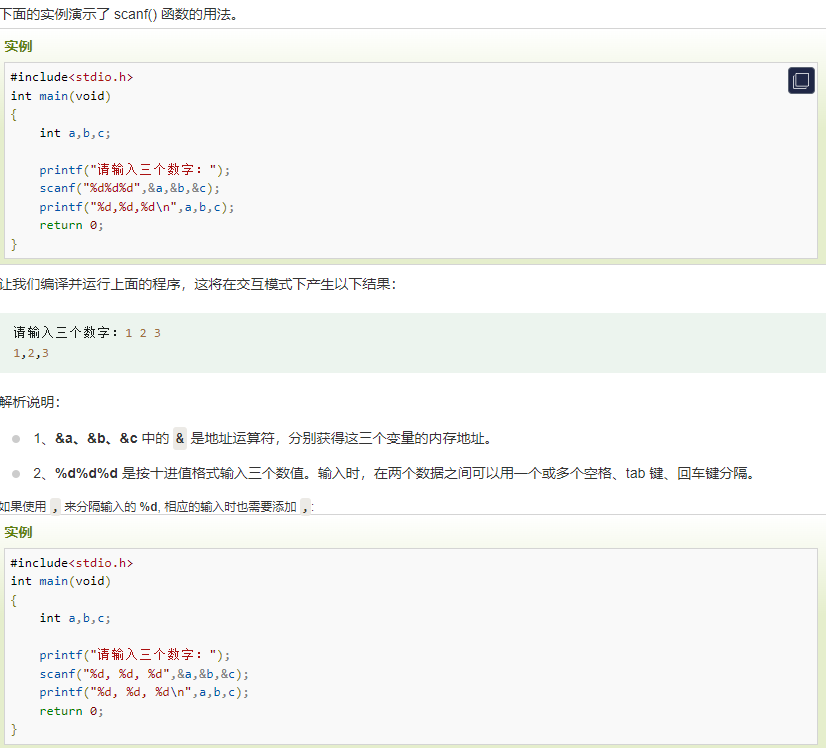 下面的实例演示了 scanf() 函数的用法。
实例
#include<stdio.h>
int main(void)
{
    int a,b,c;
    printf("请输入三个数字：");
    scanf("%d%d%d",&a,&b,&c);
    printf("%d,%d,%d\n",a,b,c);
    return 0;
}
让我们编译并运行上面的程序，这将在交互模式下产生以下结果：
请输入三个数字：1 2 3
1,2,3
解析说明：
1、&a、&b、&c 中的 & 是地址运算符，分别获得这三个变量的内存地址。
2、%d%d%d 是按十进值格式输入三个数值。输入时，在两个数据之间可以用一个或多个空格、tab 键、回车键分隔。
如果使用 , 来分隔输入的 %d, 相应的输入时也需要添加 ,:
实例
#include<stdio.h>
int main(void)
{
    int a,b,c;
    printf("请输入三个数字：");
    scanf("%d, %d, %d",&a,&b,&c);
    printf("%d, %d, %d\n",a,b,c);
    return 0;
}